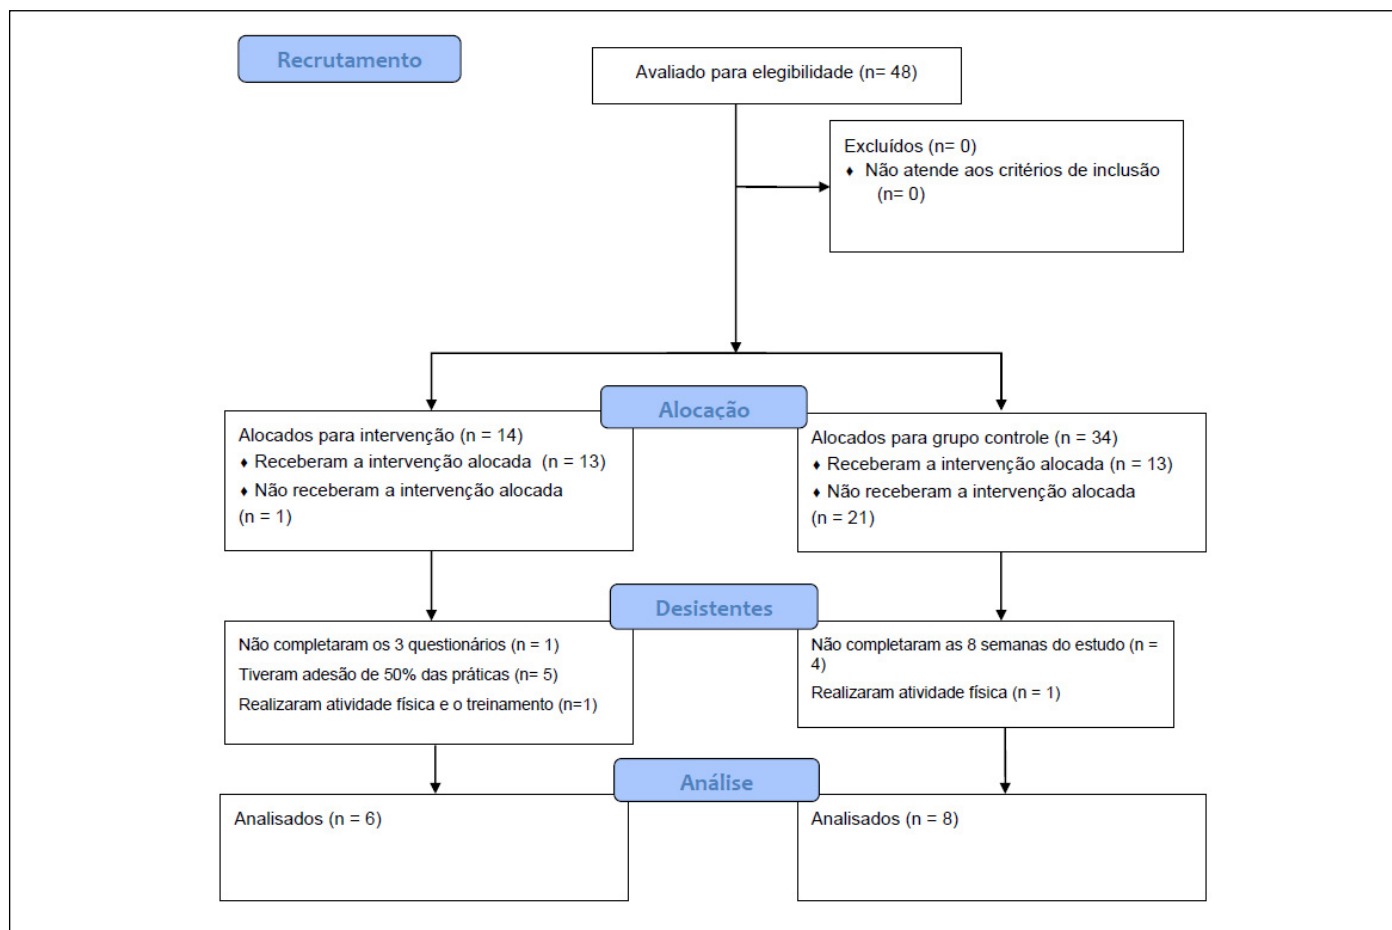 Recrutamento
Avaliado para elegibilidade (n= 48)
Excluídos (n= 0)
♦ Não atende aos critérios de inclusão
(n= 0)
Alocação
Alocados para intervenção (n = 14)
♦ Receberam a intervenção alocada (n = 13)
♦ Não receberam a intervenção alocada
(n = 1)
Alocados para grupo controle (n = 34)
♦ Receberam a intervenção alocada (n = 13)
♦ Não receberam a intervenção alocada
(n = 21)
Desistentes
Não completaram os 3 questionários (n = 1)
Tiveram adesão de 50% das práticas (n= 5)
Realizaram atividade física e o treinamento (n=1)
Não completaram as 8 semanas do estudo (n =
4)
Realizaram atividade física (n = 1)
Análise
Analisados (n = 6)
Analisados (n = 8)